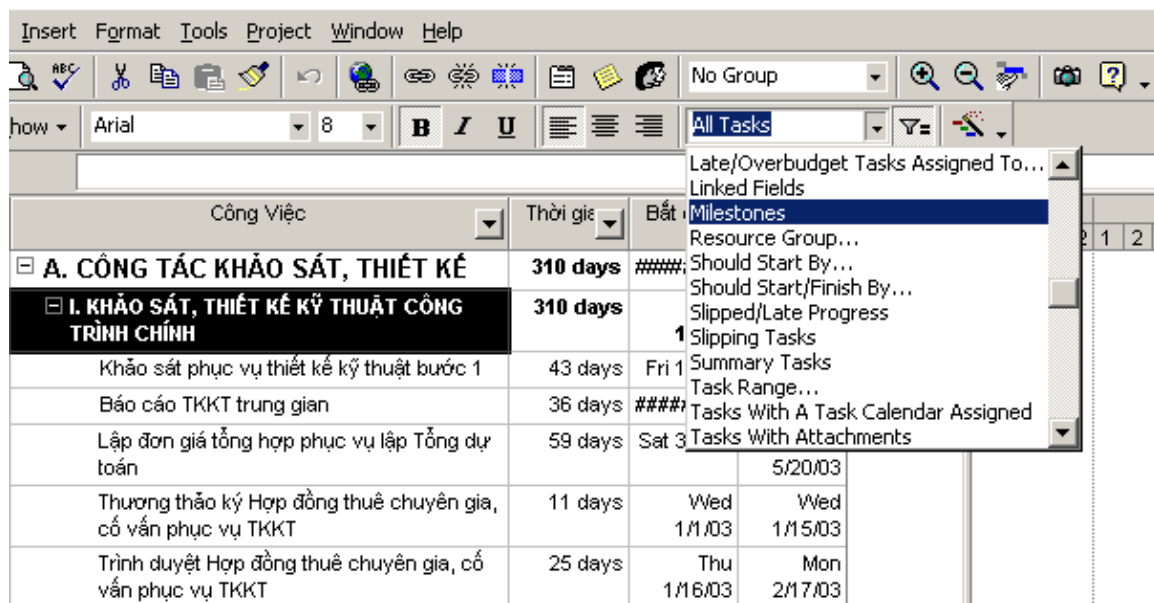 Insert Format Tools Project Window Help
ABC No Group
how Arial 8 B I U All Tasks
Late/Overbudget Tasks Assigned To...
Linked Fields
Milestones
Resource Group...
Should Start By...
Should Start/Finish By...
Slipped/Late Progress
Slipping Tasks
Summary Tasks
Task Range...
Tasks With A Task Calendar Assigned
Tasks With Attachments
Công Việc Thời gia Bắt 1 2
A. CÔNG TÁC KHẢO SÁT, THIẾT KẾ 310 days #####
I. KHẢO SÁT, THIẾT KẾ KỸ THUẬT CÔNG 310 days
TRÌNH CHÍNH 1
Khảo sát phục vụ thiết kế kỹ thuật bước 1 43 days Fri 1
Báo cáo TKKT trung gian 36 days #####
Lập đơn giá tổng hợp phục vụ lập Tổng dự 59 days Sat 3
toán 5/20/03
Thương thảo ký Hợp đồng thuê chuyên gia, 11 days Wed Wed
cố vấn phục vụ TKKT 1/1/03 1/15/03
Trình duyệt Hợp đồng thuê chuyên gia, cố 25 days Thu Mon
vấn phục vụ TKKT 1/16/03 2/17/03